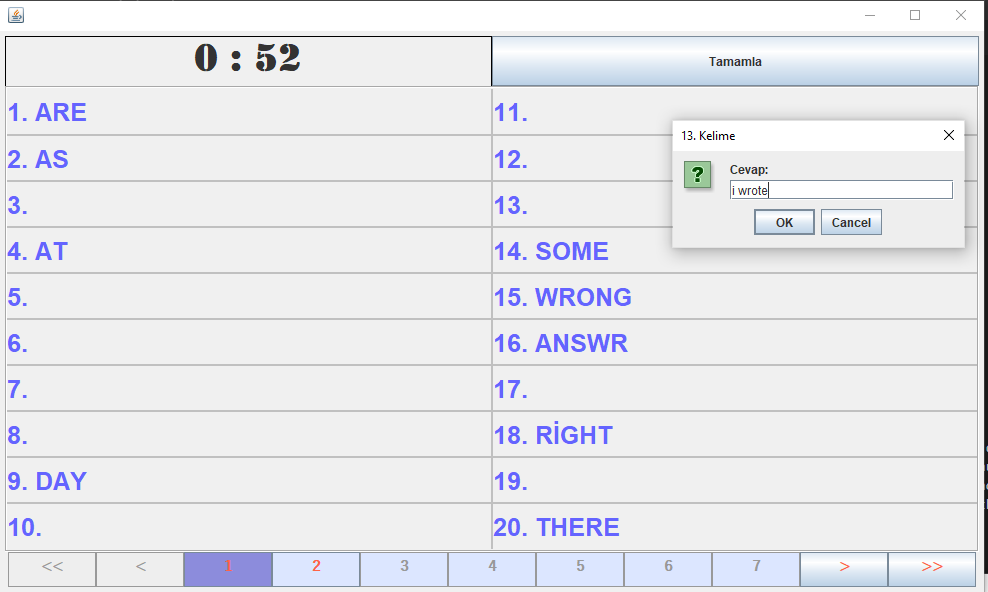 0 : 52
Tamamla
1. ARE
2. AS
3.
4. AT
5.
6.
7.
8.
9. DAY
10.
11.
12.
13.
14. SOME
15. WRONG
16. ANSWR
17.
18. RİGHT
19.
20. THERE
13. Kelime
?
Cevap:
i wrote
OK Cancel
<< < 1 2 3 4 5 6 7 > >>